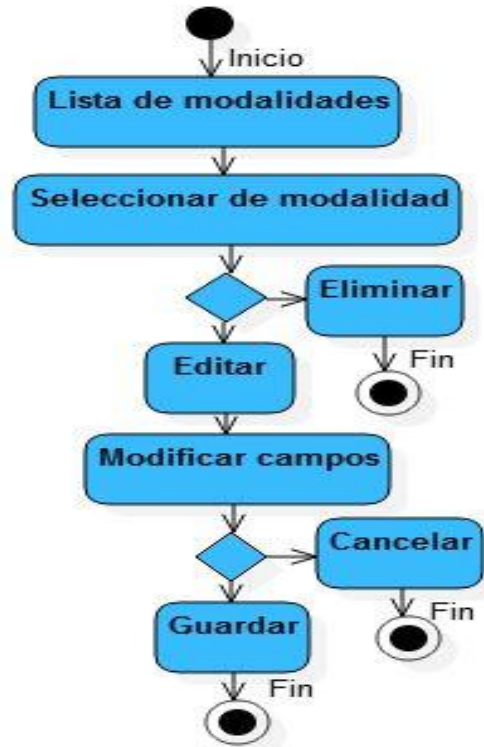 Inicio
Lista de modalidades
Seleccionar de modalidad
Eliminar
Fin
Editar
Modificar campos
Cancelar
Fin
Guardar
Fin